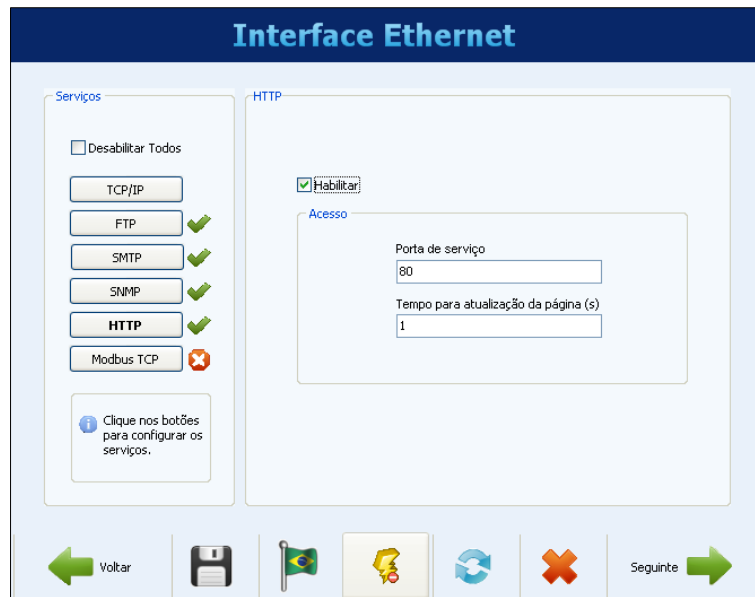 Interface Ethernet
Serviços
Desabilitar Todos
TCP/IP
FTP
SMTP
SNMP
HTTP
Modbus TCP
Clique nos botões
para configurar os
serviços.
HTTP
Habilitar
Acesso
Porta de serviço
80
Tempo para atualização da página (s)
1
Voltar
Seguinte